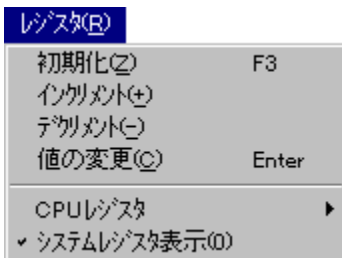 ﾚｼﾞｽﾀ(R)
初期化(Z) F3
ｲﾝｸﾘﾒﾝﾄ(+)
ﾃﾞｸﾘﾒﾝﾄ(-)
値の変更(C) Enter
CPUﾚｼﾞｽﾀ
ｼｽﾃﾑﾚｼﾞｽﾀ表示(0)